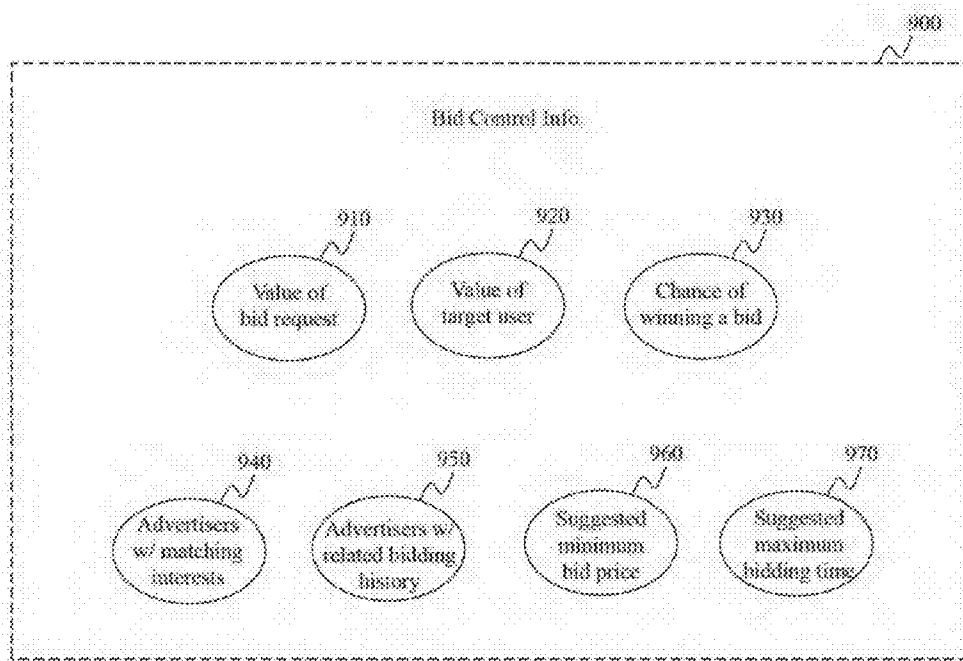 900
Bid Control Info.
910
920
930
Value of
bid request
Value of
target user
Chance of
winning a bid
940
950
960
970
Advertisers
w/ matching
interests
Advertisers w/
related bidding
history
Suggested
minimum
bid price
Suggested
maximum
bidding time